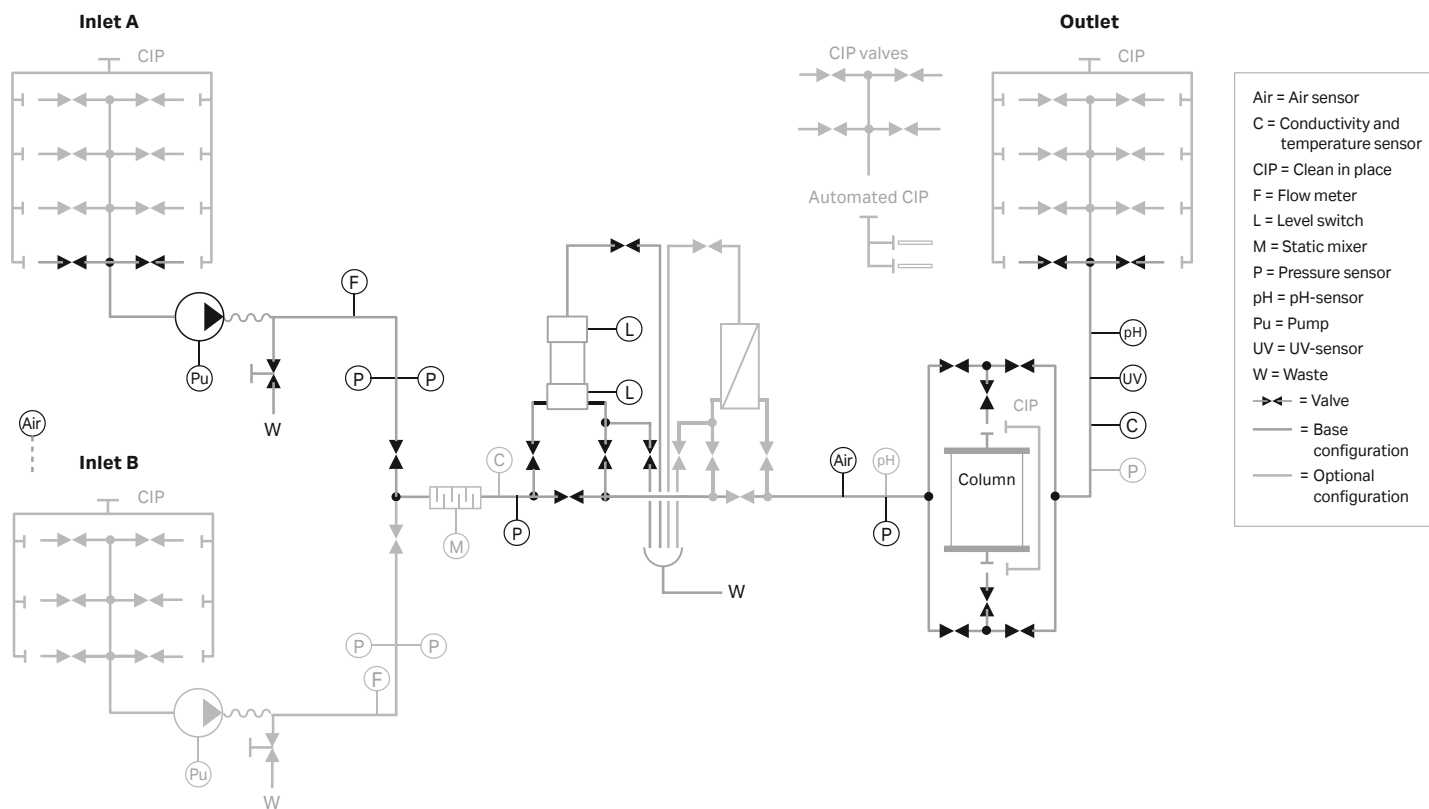 Inlet A
CIP
Pu
W
F
P
P
Air
Inlet B
CIP
Pu
W
F
P
P
M
C
P
L
L
W
CIP valves
Automated CIP
Air
pH
P
CIP
Column
Outlet
CIP
pH
UV
C
P
Air = Air sensor
C = Conductivity and
temperature sensor
CIP = Clean in place
F = Flow meter
L = Level switch
M = Static mixer
P = Pressure sensor
pH = pH-sensor
Pu = Pump
UV = UV-sensor
W = Waste
= Valve
= Base
configuration
= Optional
configuration